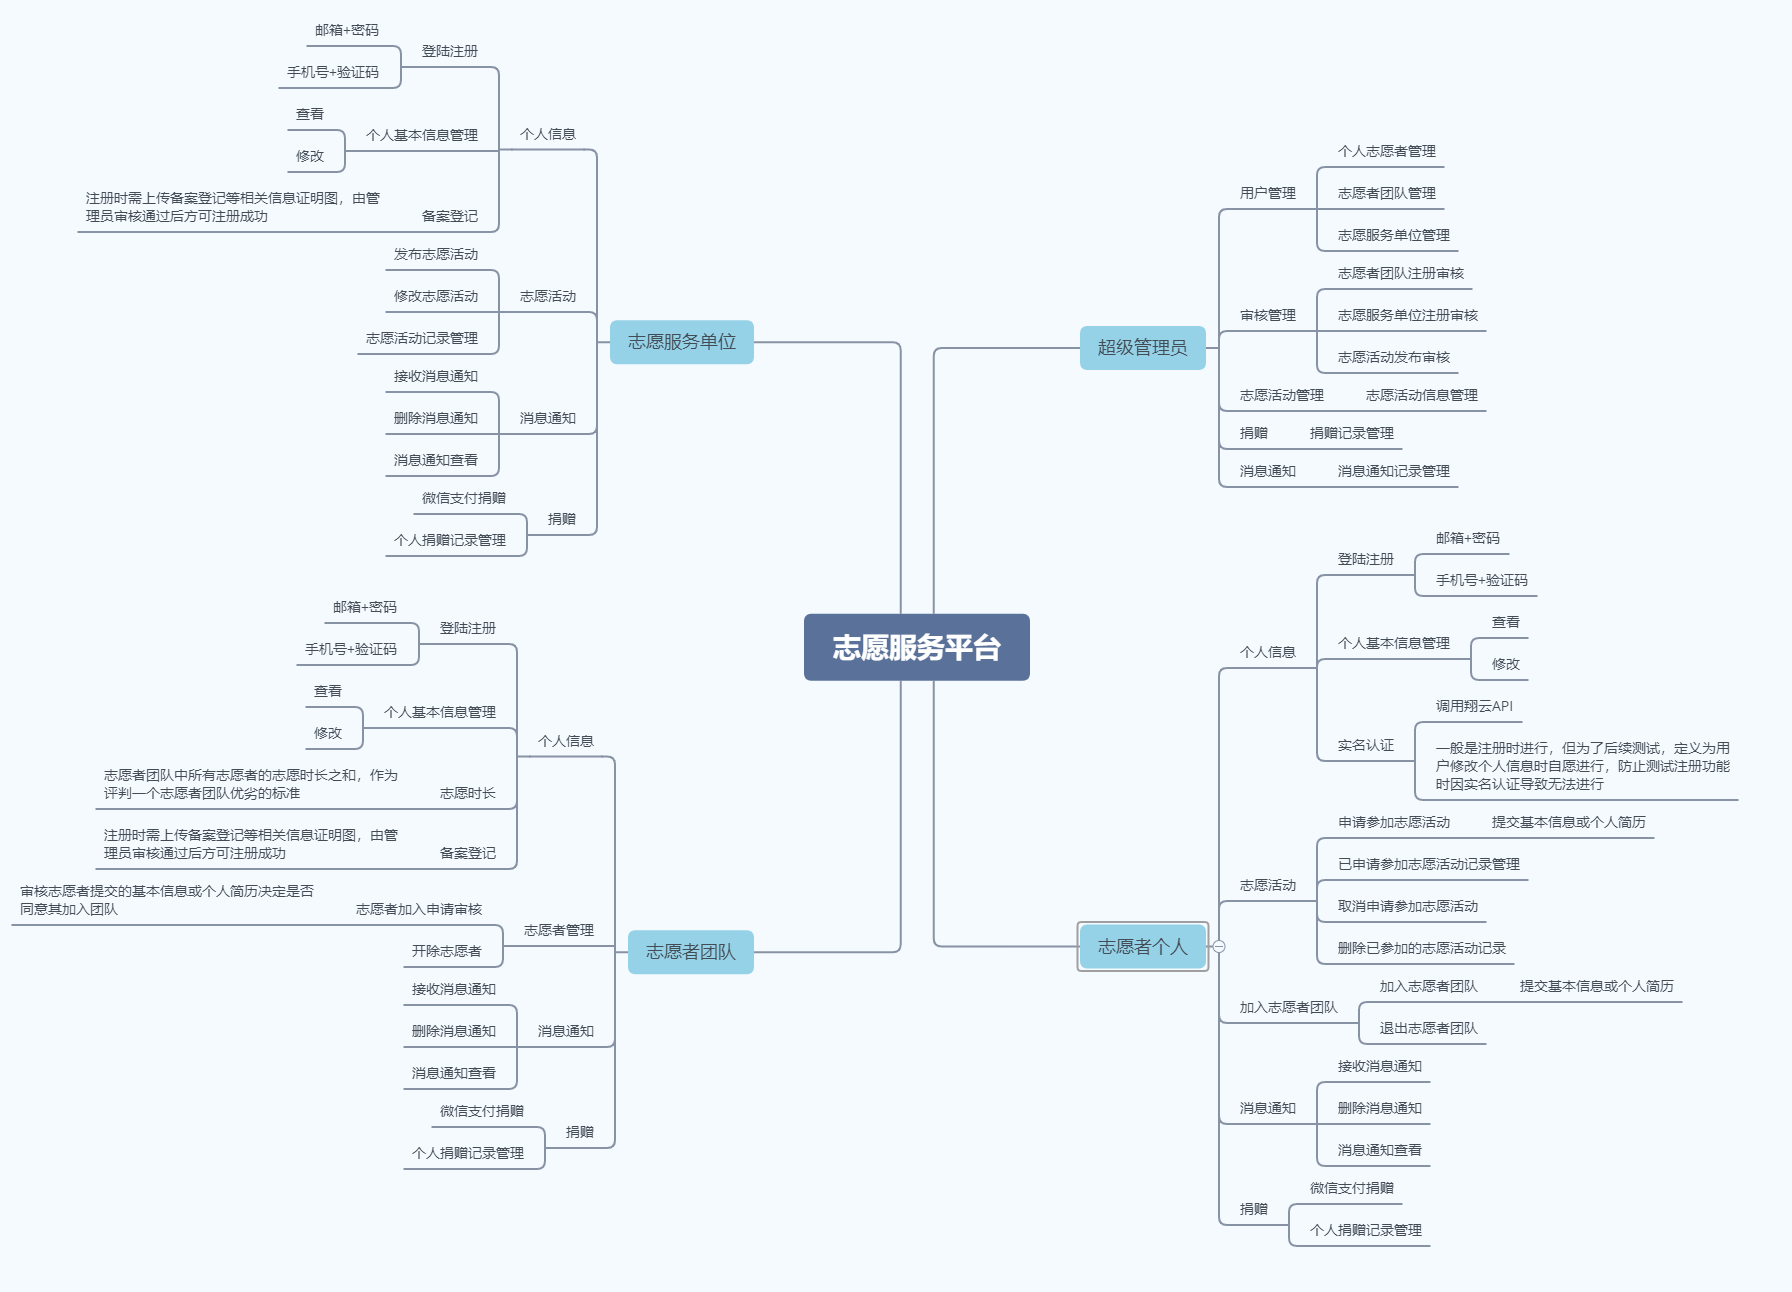 志愿服务平台
超级管理员
用户管理
个人志愿者管理
志愿者团队管理
志愿服务单位管理
审核管理
志愿者团队注册审核
志愿服务单位注册审核
志愿活动发布审核
志愿活动管理
志愿活动信息管理
捐赠
捐赠记录管理
消息通知
消息通知记录管理
志愿者个人
个人信息
登陆注册
邮箱+密码
手机号+验证码
个人基本信息管理
查看
修改
实名认证
调用翔云API
一般是注册时进行，但为了后续测试，定义为用
户修改个人信息时自愿进行，防止测试注册功能
时因实名认证导致无法进行
志愿活动
申请参加志愿活动
提交基本信息或个人简历
已申请参加志愿活动记录管理
取消申请参加志愿活动
删除已参加的志愿活动记录
加入志愿者团队
加入志愿者团队
提交基本信息或个人简历
退出志愿者团队
消息通知
接收消息通知
删除消息通知
消息通知查看
捐赠
微信支付捐赠
个人捐赠记录管理
志愿服务单位
个人信息
登陆注册
邮箱+密码
手机号+验证码
个人基本信息管理
查看
修改
备案登记
注册时需上传备案登记等相关信息证明图，由管
理员审核通过后方可注册成功
志愿活动
发布志愿活动
修改志愿活动
志愿活动记录管理
消息通知
接收消息通知
删除消息通知
消息通知查看
捐赠
微信支付捐赠
个人捐赠记录管理
志愿者团队
个人信息
登陆注册
邮箱+密码
手机号+验证码
个人基本信息管理
查看
修改
志愿时长
志愿者团队中所有志愿者的志愿时长之和，作为
评判一个志愿者团队优劣的标准
备案登记
注册时需上传备案登记等相关信息证明图，由管
理员审核通过后方可注册成功
志愿者管理
志愿者加入申请审核
审核志愿者提交的基本信息或个人简历决定是否
同意其加入团队
开除志愿者
消息通知
接收消息通知
删除消息通知
消息通知查看
捐赠
微信支付捐赠
个人捐赠记录管理